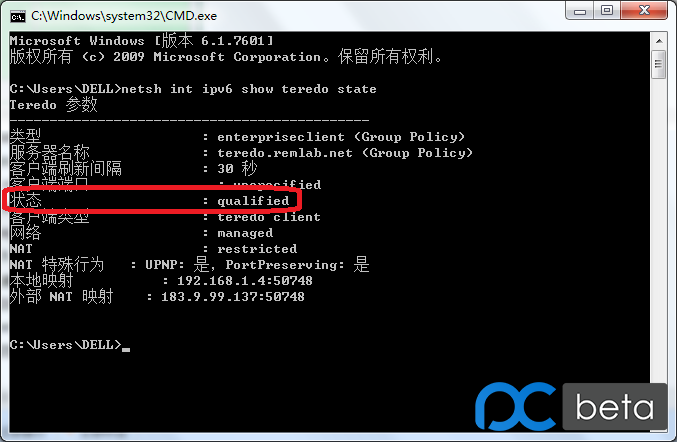 C:\Windows\system32\CMD.exe
Microsoft Windows [版本 6.1.7601]
版权所有 (c) 2009 Microsoft Corporation。保留所有权利。
C:\Users\DELL>netsh int ipv6 show teredo state
Teredo 参数
---------------------------------------------
类型 : enterpriseclient (Group Policy)
服务器名称 : teredo.remlab.net (Group Policy)
客户端刷新间隔 : 30 秒
客户端端口 : unspecified
状态 : qualified
客户端类型 : teredo client
网络 : managed
NAT : restricted
NAT 特殊行为 : UPNP: 是, PortPreserving: 是
本地映射 : 192.168.1.4:50748
外部 NAT 映射 : 183.9.99.137:50748
C:\Users\DELL>_
pc beta